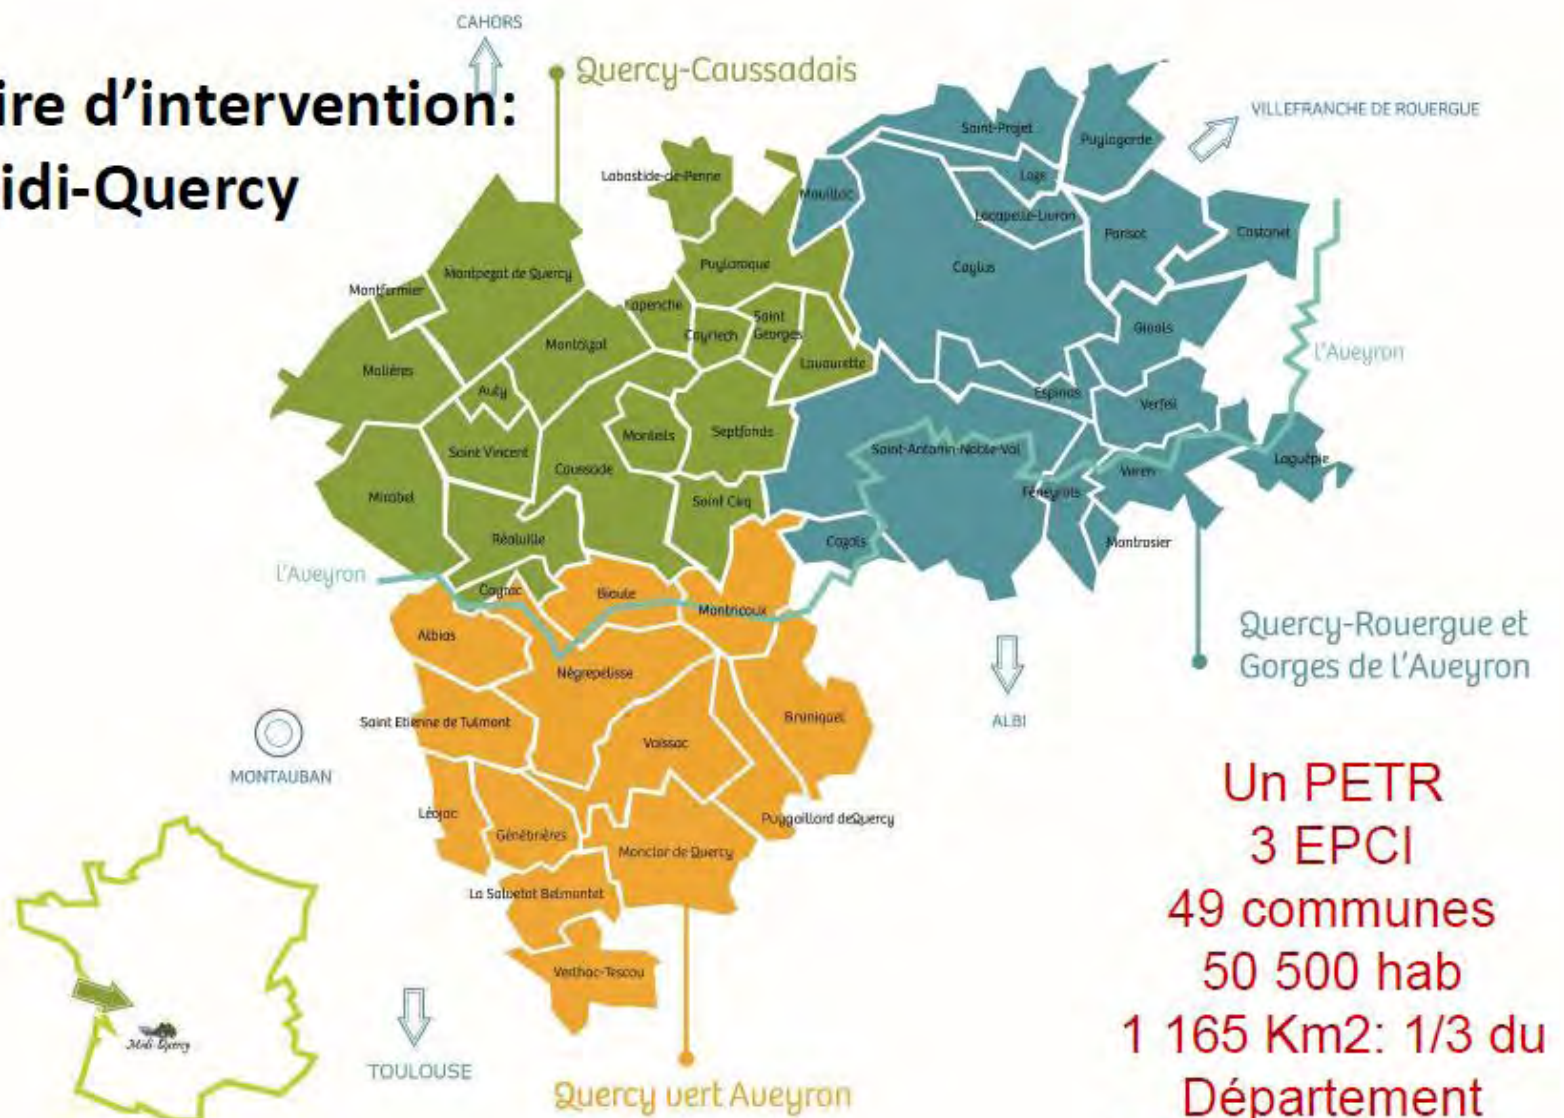 CAHORS
ire d'intervention:
idi-Quercy
Quercy-Caussadais
VILLEFRANCHE DE ROUERGUE
Saint-Projet
Puylagarde
Labastide-de-Penne
Mouillac
Loze
Lacapelle-Livron
Parisot
Castanet
Puylaroque
Caylus
Montpezat de Quercy
Montfermier
Lapenche
Cayriech
Saint
Georges
Ginals
Montalzat
L'Aveyron
Lavaurette
Molières
Auty
Espinas
Verfeil
Monteils
Septfonds
Saint Vincent
Saint-Antonin-Noble-Val
Caussade
Varen
Laguépie
Mirabel
Saint Cirq
Féneyrols
Réalville
Cazals
Montrosier
L'Aveyron
Cayrac
Bioule
Montricoux
Albias
Quercy-Rouergue et
Gorges de l'Aveyron
Nègrepelisse
Saint Etienne de Tulmont
Bruniquel
ALBI
Vaissac
MONTAUBAN
Léojac
Génébrières
Puygaillard deQuercy
Monclar de Quercy
La Salvetat Belmontet
Verlhac-Tescou
Midi-Quercy
TOULOUSE
Quercy vert Aveyron
Un PETR
3 EPCI
49 communes
50 500 hab
1 165 Km2: 1/3 du
Département